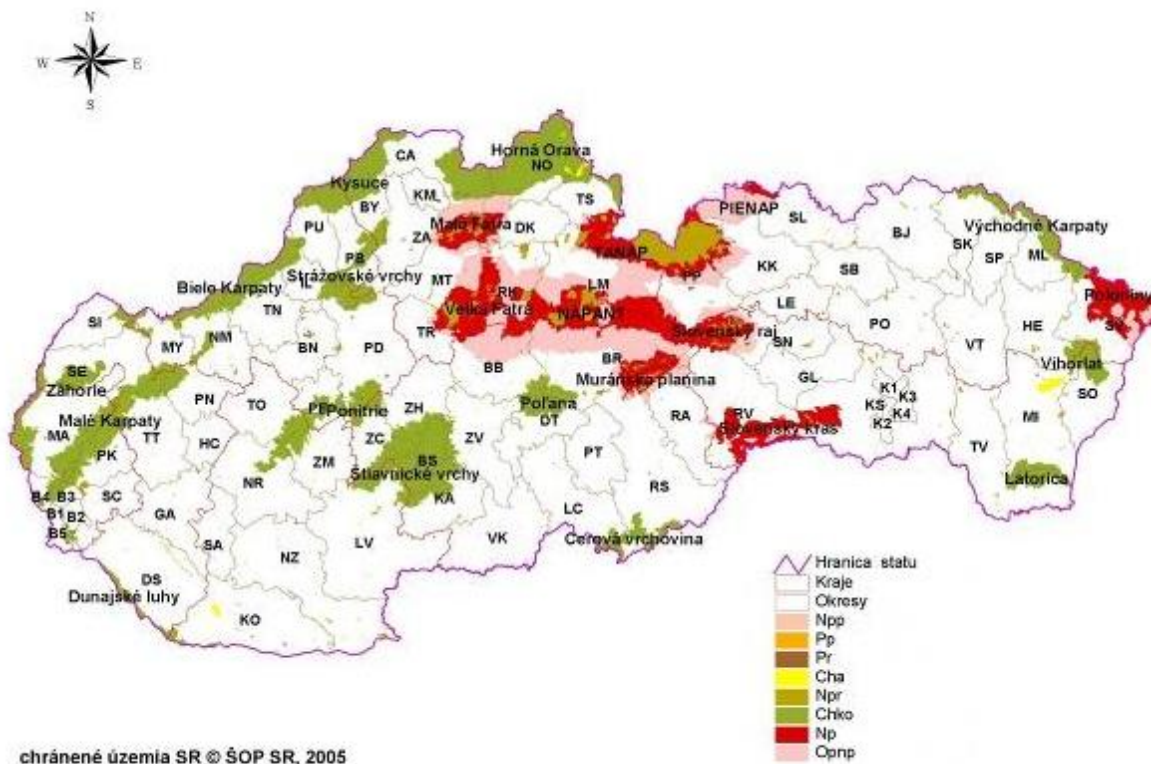 N
W E
S
Horná Orava
NO
CA
Kysuce
KM
TS
BY
PU
Malá Fatra
DK
ZA
PIENAP
SL
BJ
Východné Karpaty
SK
ML
SP
TANAP
PP
KK
SB
PB
Strážovské vrchy
IL
MT
LM
Biele Karpaty
RK
LE
Poloniny
SV
TN
Veľká Fatra
NAPANT
SI
TR
Slovenský raj
PO
HE
NM
SN
MY
BN
PD
VT
BB
BR
Vihorlat
SE
Záhorie
Muránska planina
GL
K1
K3
SO
PN
TO
PE
Ponitrie
ZH
Poľana
DT
RA
RV
KS
K4
MI
Malé Karpaty
K2
Slovenský kras
MA
TT
HC
ZC
ZV
TV
PK
ZM
BS
PT
Štiavnické vrchy
Latorica
NR
RS
B4 B3
SC
KA
B1 B2
GA
LC
B5
SA
LV
VK
Cerová vrchovina
NZ
DS
Dunajské luhy
KO
Hranica statu
Kraje
Okresy
Npp
Pp
Pr
Cha
Npr
Chko
Np
Opnp
chránené územia SR © ŠOP SR, 2005